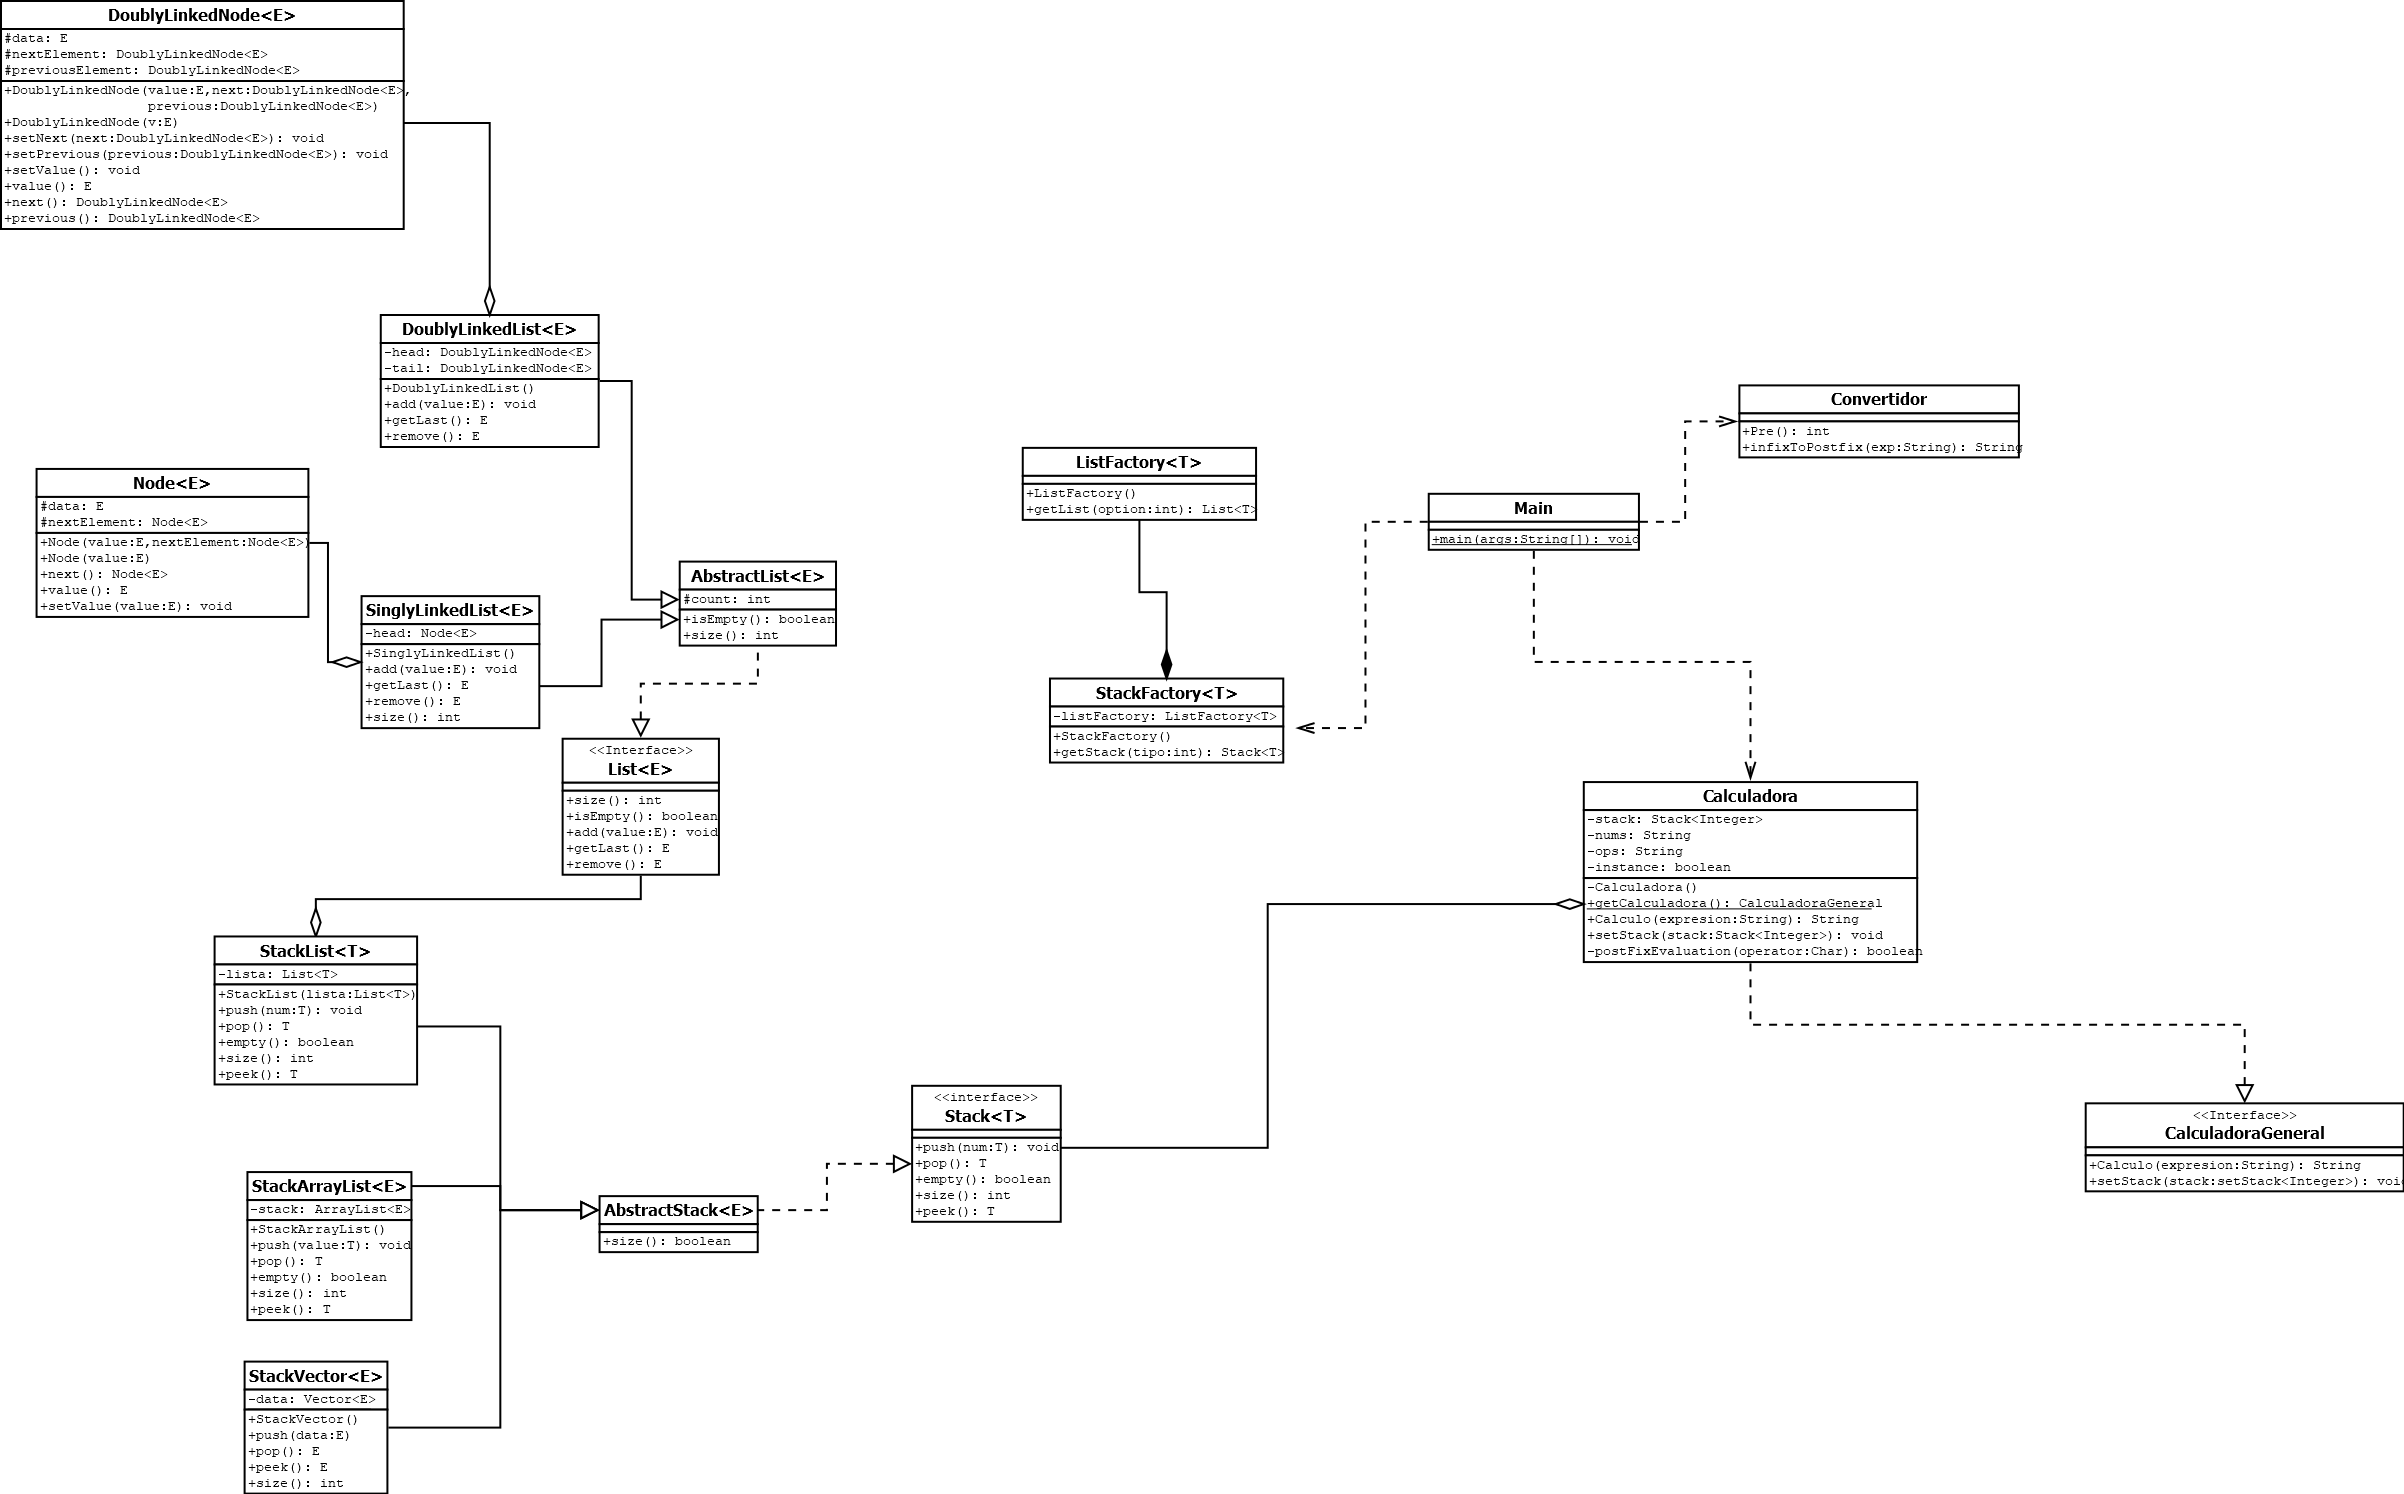 DoublyLinkedNode<E>
#data: E
#nextElement: DoublyLinkedNode<E>
#previousElement: DoublyLinkedNode<E>
+DoublyLinkedNode(value:E,next:DoublyLinkedNode<E>,
previous:DoublyLinkedNode<E>)
+DoublyLinkedNode(v:E)
+setNext(next:DoublyLinkedNode<E>): void
+setPrevious(previous:DoublyLinkedNode<E>): void
+setValue(): void
+value(): E
+next(): DoublyLinkedNode<E>
+previous(): DoublyLinkedNode<E>
DoublyLinkedList<E>
-head: DoublyLinkedNode<E>
-tail: DoublyLinkedNode<E>
+DoublyLinkedList()
+add(value:E): void
+getLast(): E
+remove(): E
Node<E>
#data: E
#nextElement: Node<E>
+Node(value:E,nextElement:Node<E>)
+Node(value:E)
+next(): Node<E>
+value(): E
+setValue(value:E): void
SinglyLinkedList<E>
-head: Node<E>
+SinglyLinkedList()
+add(value:E): void
+getLast(): E
+remove(): E
+size(): int
AbstractList<E>
#count: int
+isEmpty(): boolean
+size(): int
<<Interface>>
List<E>
+size(): int
+isEmpty(): boolean
+add(value:E): void
+getLast(): E
+remove(): E
ListFactory<T>
+ListFactory()
+getList(option:int): List<T>
StackFactory<T>
-listFactory: ListFactory<T>
+StackFactory()
+getStack(tipo:int): Stack<T>
Main
+main(args:String[]): void
Convertidor
+Pre(): int
+infixToPostfix(exp:String): String
Calculadora
-stack: Stack<Integer>
-nums: String
-ops: String
-instance: boolean
-Calculadora()
+getCalculadora(): CalculadoraGeneral
+Calculo(expresion:String): String
+setStack(stack:Stack<Integer>): void
-postFixEvaluation(operator:Char): boolean
<<Interface>>
CalculadoraGeneral
+Calculo(expresion:String): String
+setStack(stack:setStack<Integer>): void
StackList<T>
-lista: List<T>
+StackList(lista:List<T>)
+push(num:T): void
+pop(): T
+empty(): boolean
+size(): int
+peek(): T
<<interface>>
Stack<T>
+push(num:T): void
+pop(): T
+empty(): boolean
+size(): int
+peek(): T
AbstractStack<E>
+size(): boolean
StackArrayList<E>
-stack: ArrayList<E>
+StackArrayList()
+push(value:T): void
+pop(): T
+empty(): boolean
+size(): int
+peek(): T
StackVector<E>
-data: Vector<E>
+StackVector()
+push(data:E)
+pop(): E
+peek(): E
+size(): int